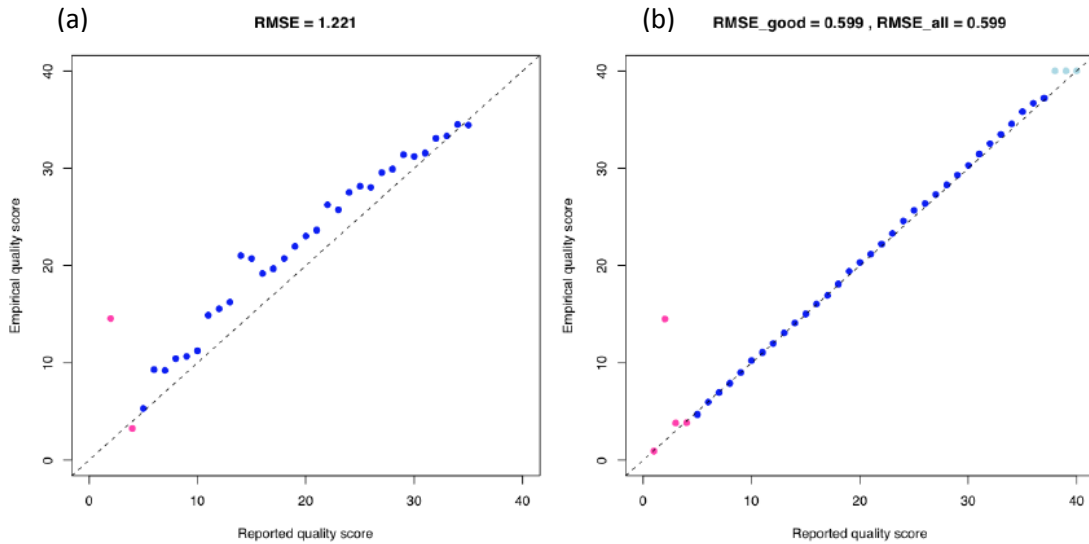 (a)
RMSE = 1.221
Empirical quality score
40
30
20
10
0
0 10 20 30 40
Reported quality score
(b)
RMSE_good = 0.599 , RMSE_all = 0.599
Empirical quality score
40
30
20
10
0
0 10 20 30 40
Reported quality score